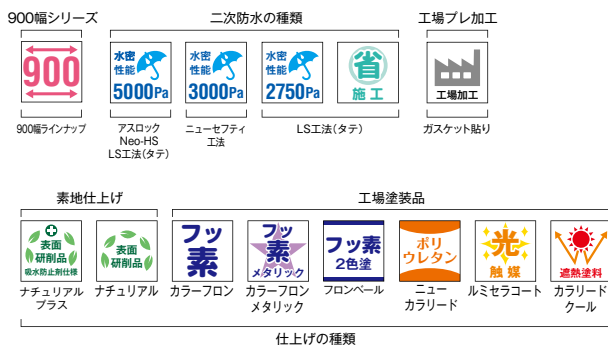 900幅シリーズ
二次防水の種類
工場プレ加工
900
水密
性能
5000Pa
水密
性能
3000Pa
水密
性能
2750Pa
省
施工
工場加工
900幅ラインナップ
アスロック
Neo-HS
LS工法(タテ)
ニューセフティ
工法
LS工法(タテ)
ガスケット貼り
素地仕上げ
工場塗装品
表面
研削品
吸水防止剤仕様
表面
研削品
フッ
素
フッ
素
メタリック
フッ素
2色塗
ポリ
ウレタン
光
触媒
遮熱塗料
ナチュリアル
プラス
ナチュリアル
カラーフロン
カラーフロン
メタリック
フロンベール
ニュー
カラリード
ルミセラコート
カラリード
クール
仕上げの種類